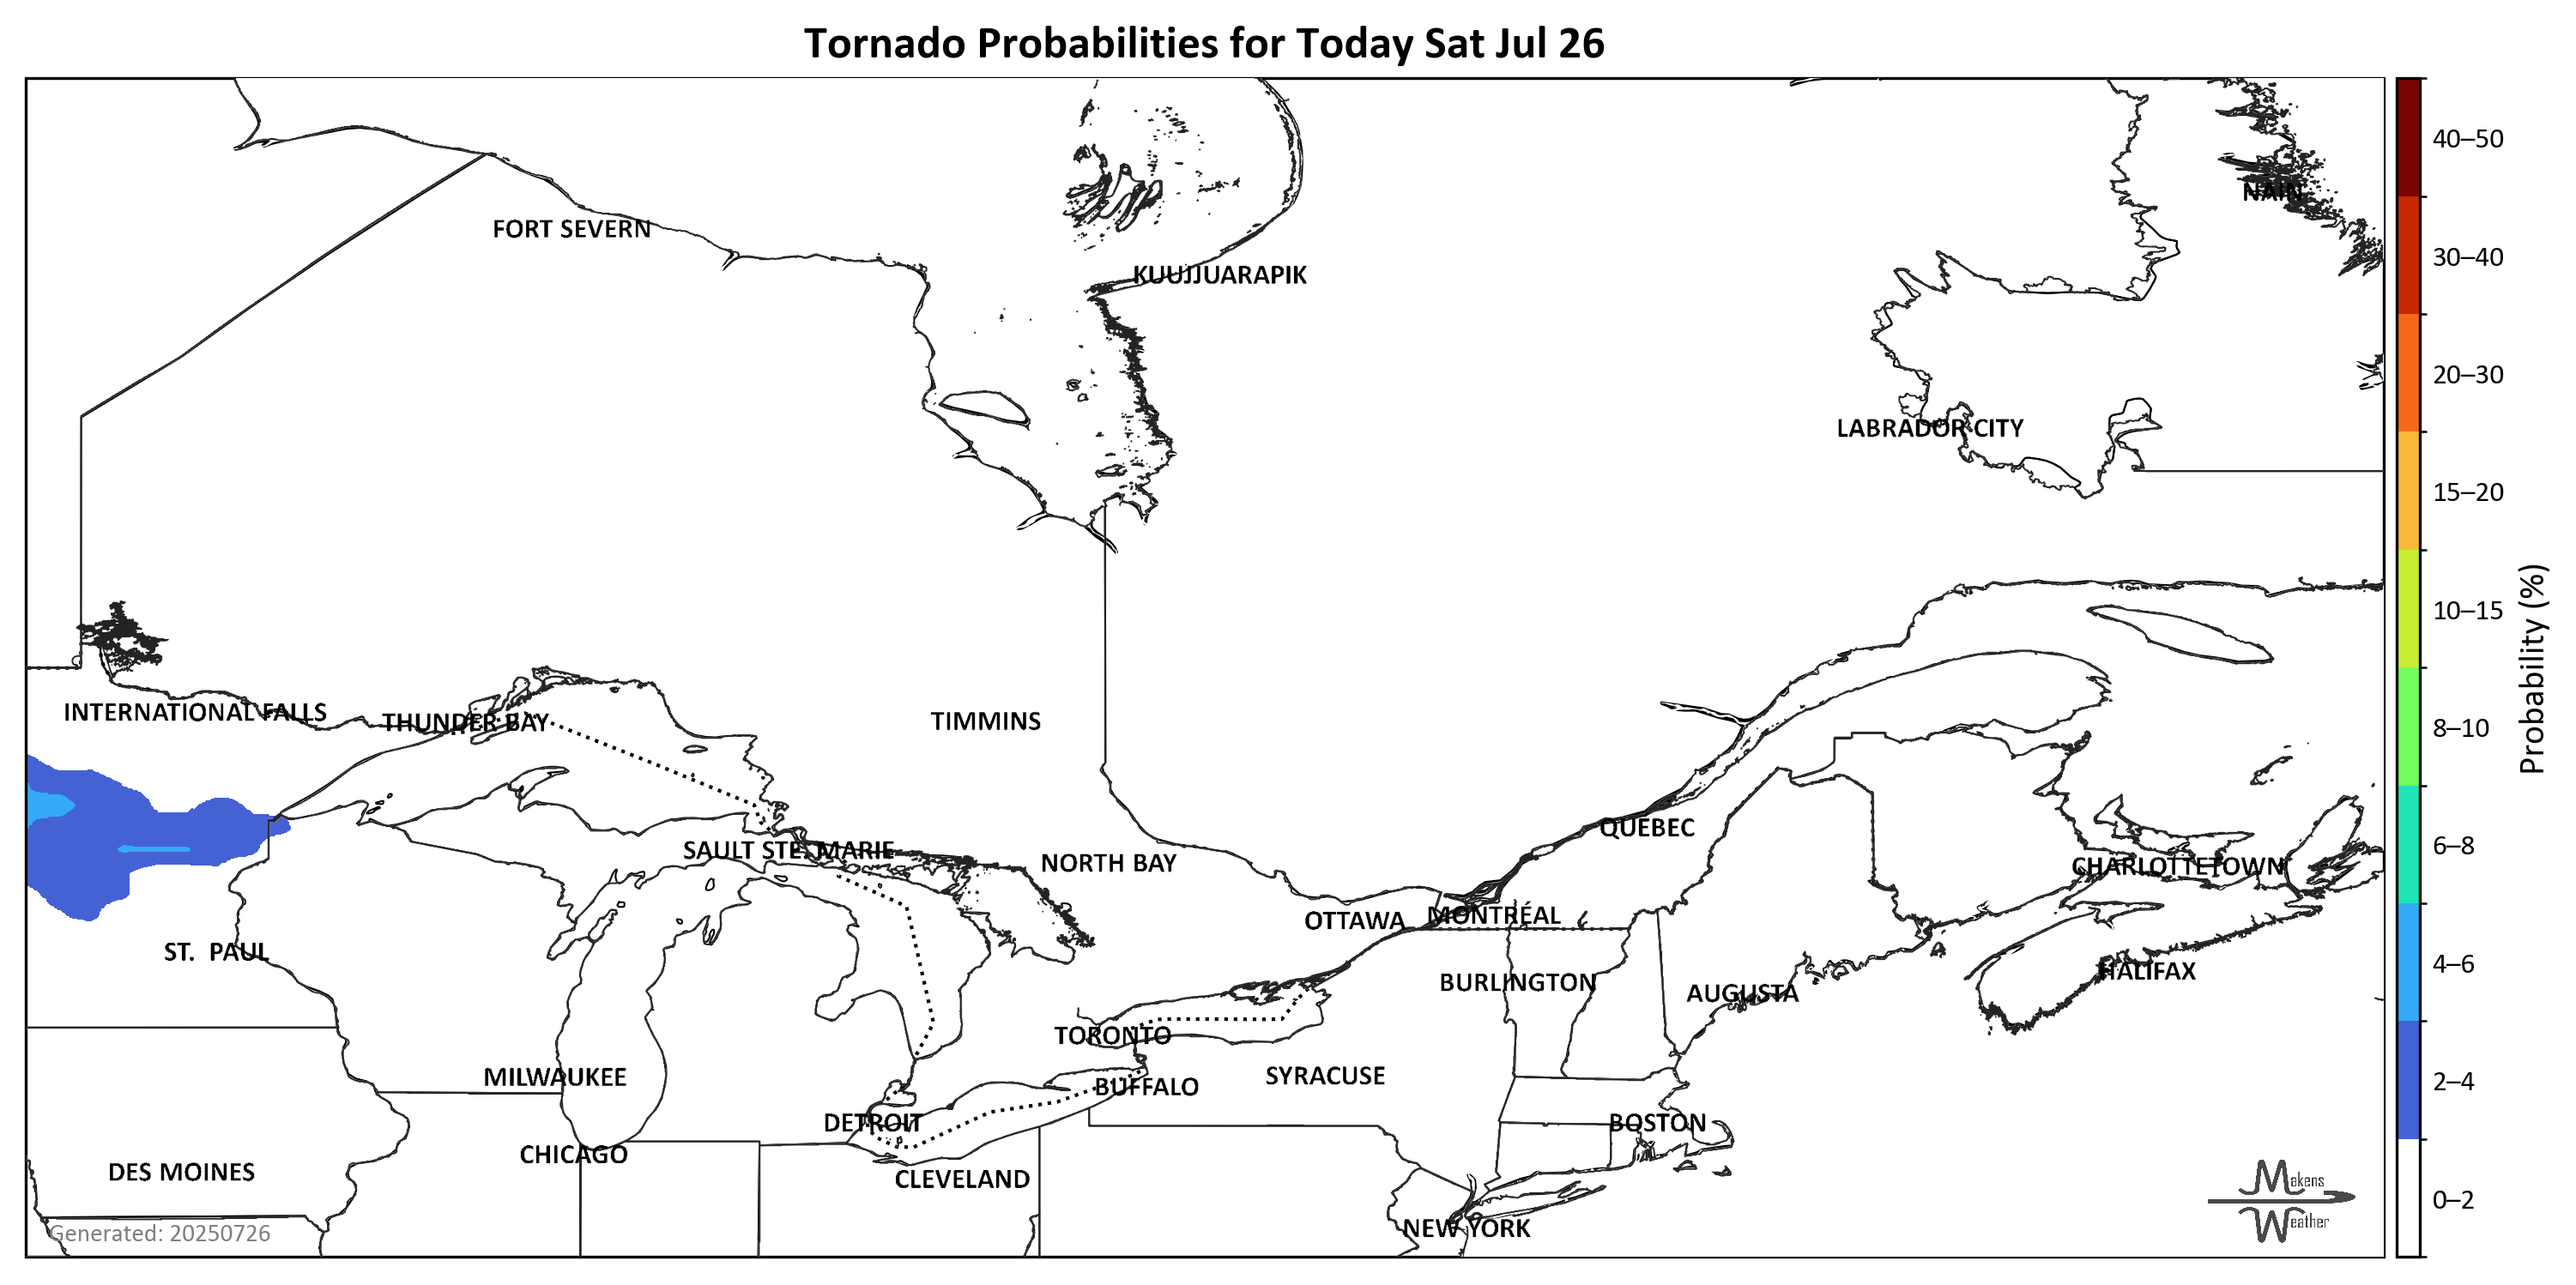 Tornado Probabilities for Today Sat Jul 26
NAIN
FORT SEVERN
KUUJJUARAPIK
LABRADOR CITY
INTERNATIONAL FALLS
THUNDER BAY
TIMMINS
QUÉBEC
SAULT STE. MARIE
NORTH BAY
CHARLOTTETOWN
OTTAWA
MONTRÉAL
ST. PAUL
HALIFAX
BURLINGTON
AUGUSTA
TORONTO
MILWAUKEE
BUFFALO
SYRACUSE
DETROIT
BOSTON
CHICAGO
DES MOINES
CLEVELAND
NEW YORK
Generated: 20250726
Makens
Weather
40–50
30–40
20–30
15–20
10–15
8–10
6–8
4–6
2–4
0–2
Probability (%)